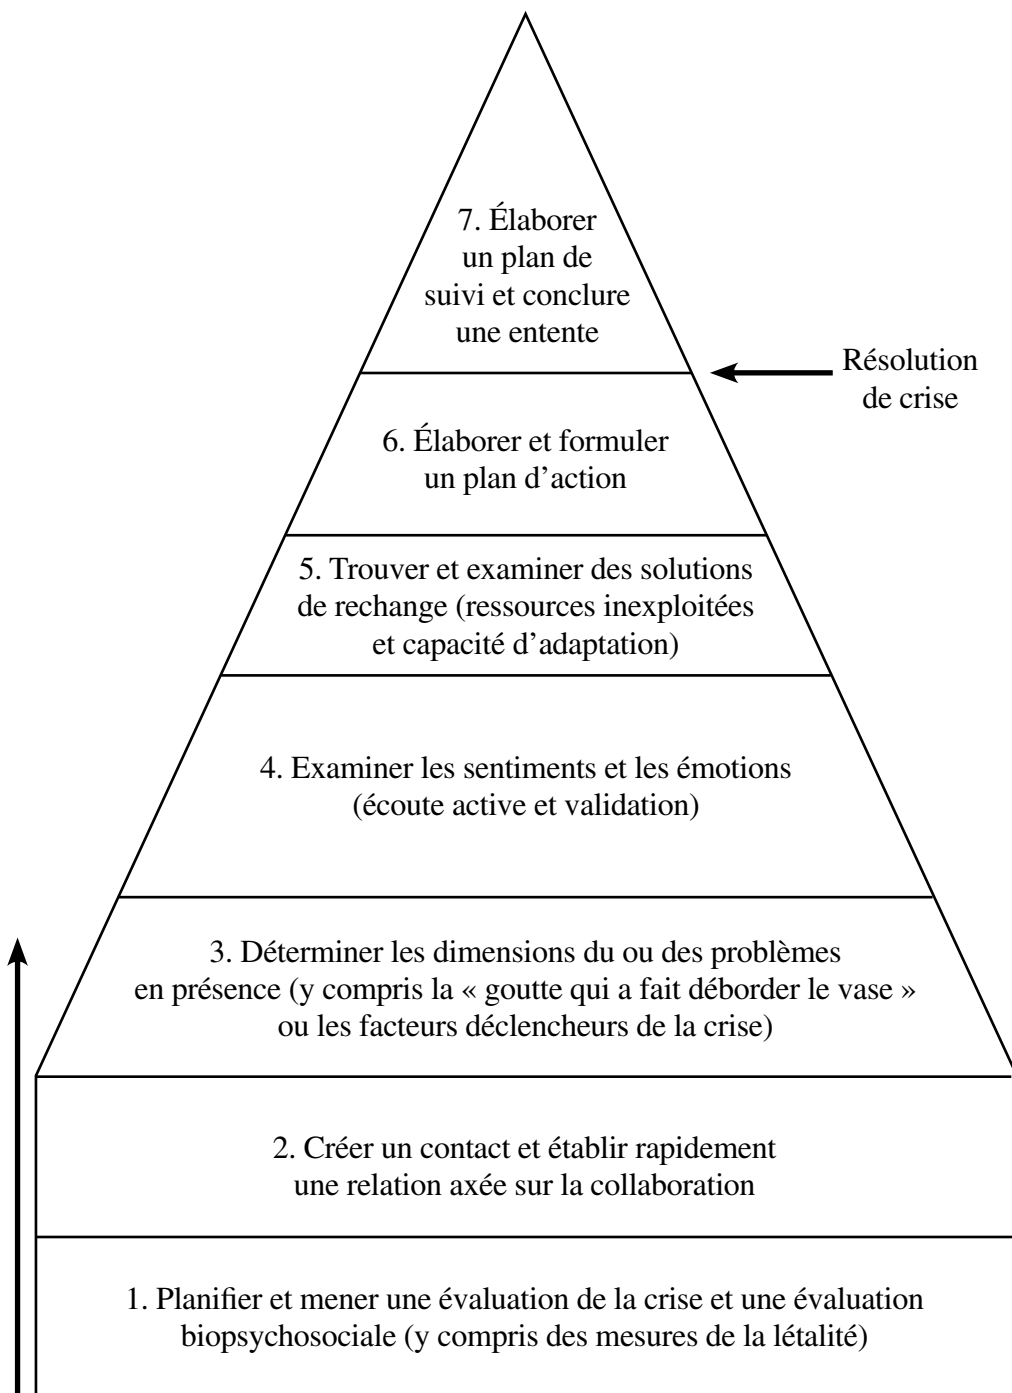 7. Élaborer
un plan de
suivi et conclure
une entente
Résolution
de crise
6. Élaborer et formuler
un plan d’action
5. Trouver et examiner des solutions
de rechange (ressources inexploitées
et capacité d’adaptation)
4. Examiner les sentiments et les émotions
(écoute active et validation)
3. Déterminer les dimensions du ou des problèmes
en présence (y compris la « goutte qui a fait déborder le vase »
ou les facteurs déclencheurs de la crise)
2. Créer un contact et établir rapidement
une relation axée sur la collaboration
1. Planifier et mener une évaluation de la crise et une évaluation
biopsychosociale (y compris des mesures de la létalité)